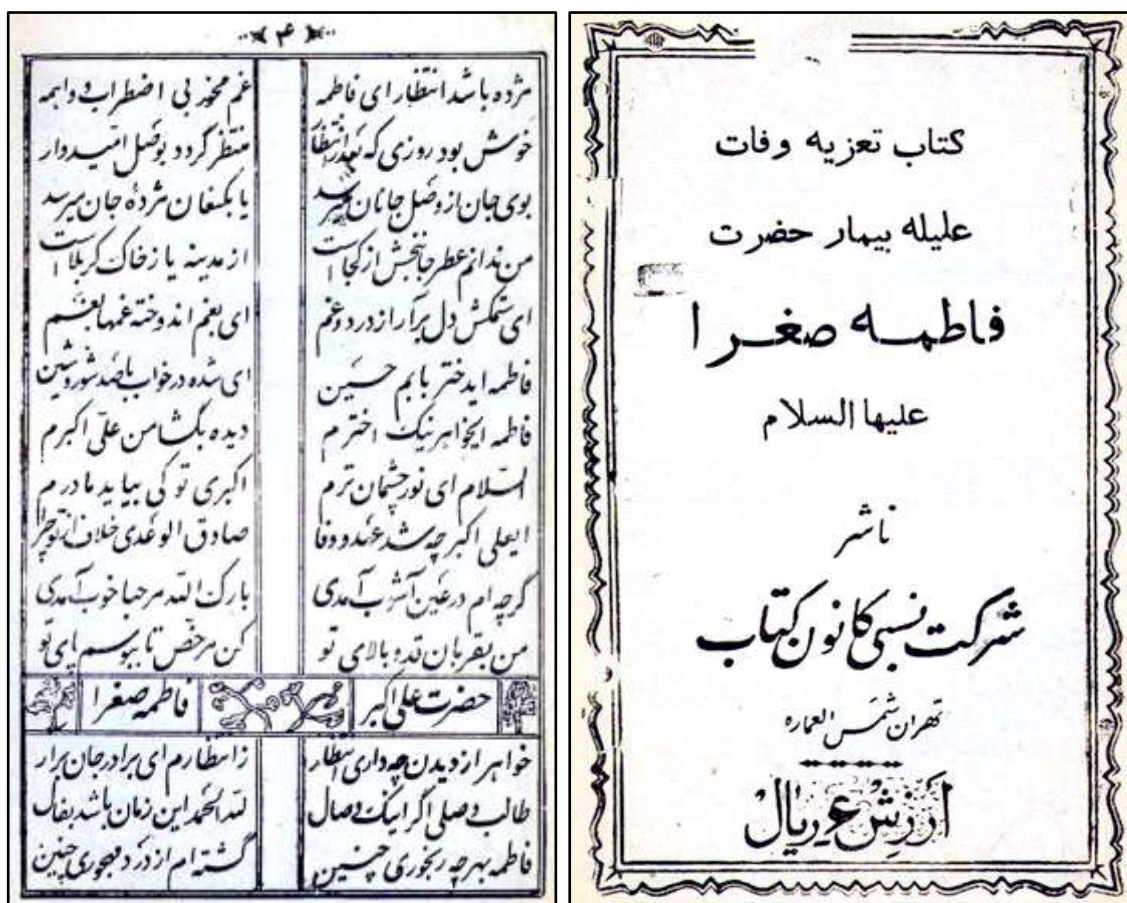 کتاب تعزیه وفات
علیله بیمار حضرت
فاطمه صغرا
علیها السلام
ناشر
شرکت نسبی کانون کتاب
تهران شمس العماره
ارزش ۶ ریال
۴
مژده باشد انتظار ای فاطمه غم مخور بی اضطراب و واهمه
خوش بود روزی که بعد از انتظار منتظر گردد بوصل امیدوار
بوی جان از وصل جانان میرسد یا بکنعان مژدهٔ جان میرسد
من ندانم عطر جانبخش از کجاست از مدینه یا ز خاک کربلاست
ای ستمکش دل برآر از درد و غم ای بغم اندوخته غمها بغم
فاطمه ایدختر بابم حسین ای شده در خواب با صد شور و شین
فاطمه ایخواهر نیک اخترم دیده بگشا من علی اکبرم
السلام ای نور چشمان ترم اکبری تو کی بیاید مادرم
ایعلی اکبر چه شد عهد و وفا صادق الوعدی خلاف از تو چرا
گرچه ام در عین آشوب آمدی بارک الله مرحبا خوب آمدی
من بقربان قد و بالای تو کن مرخص تا ببوسم پای تو
حضرت علی اکبر فاطمه صغرا
خواهر از دیدن چه داری انتظار ز انتظارم ای برادر جان برار
طالب وصلی اگر اینک وصال لله الحمد این زمان باشد بفال
فاطمه بهر چه رنجوری چنین گشته ام از درد مهجوری چنین